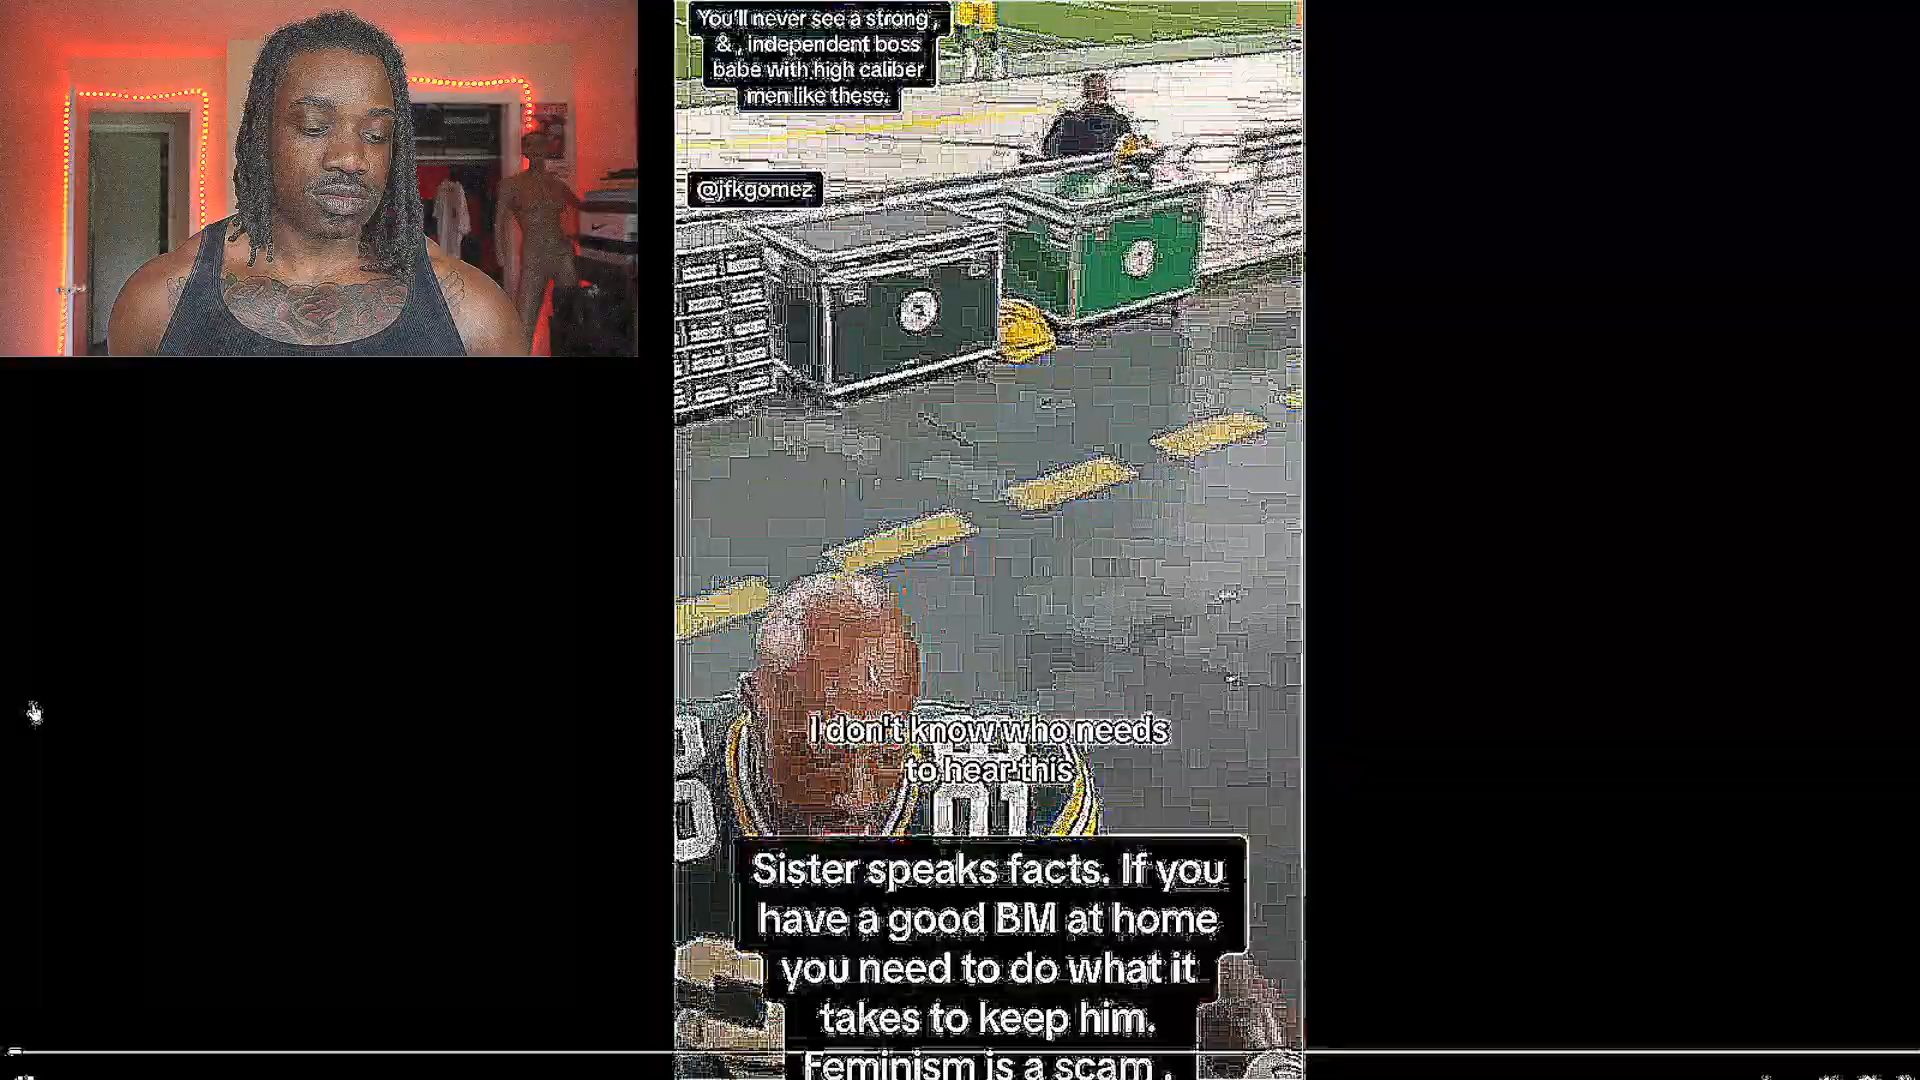 You'll never see a strong ,
& , independent boss
babe with high caliber
men like these.
@jfkgomez
I don't know who needs
to hear this
Sister speaks facts. If you
have a good BM at home
you need to do what it
takes to keep him.
Feminism is a scam .